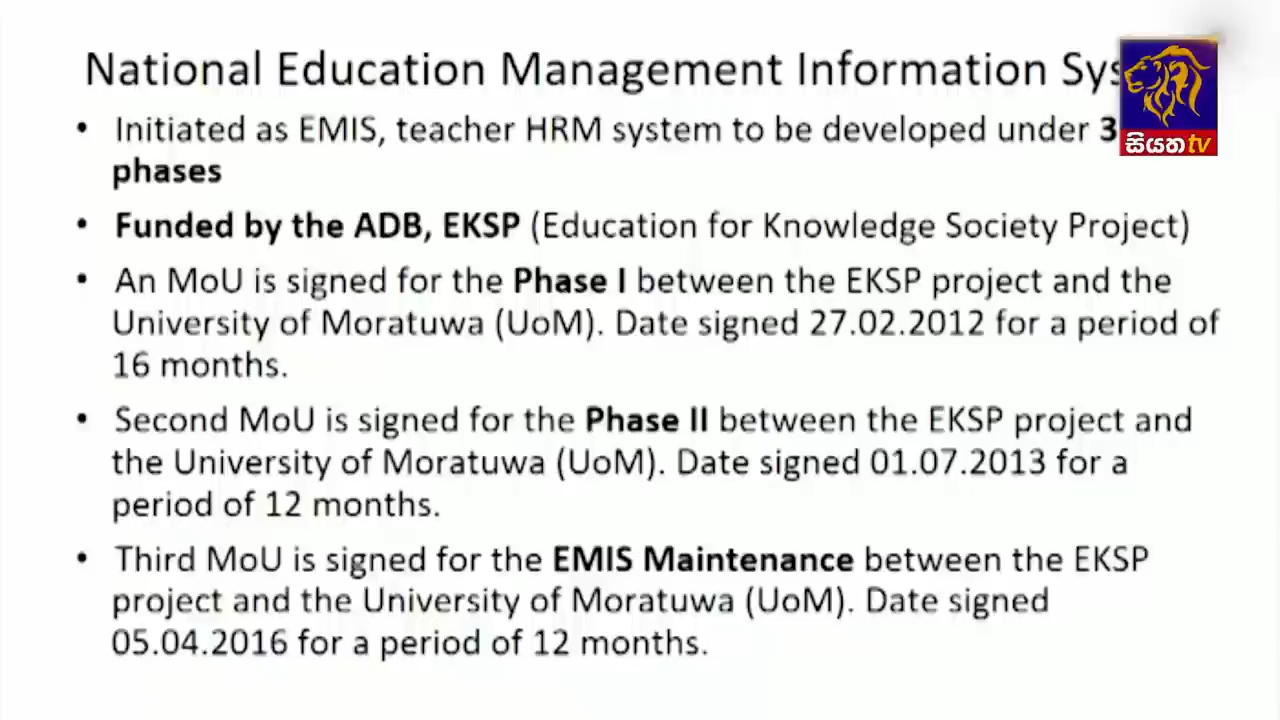 National Education Management Information Sys
• Initiated as EMIS, teacher HRM system to be developed under 3
phases
• Funded by the ADB, EKSP (Education for Knowledge Society Project)
• An MoU is signed for the Phase I between the EKSP project and the
University of Moratuwa (UoM). Date signed 27.02.2012 for a period of
16 months.
• Second MoU is signed for the Phase II between the EKSP project and
the University of Moratuwa (UoM). Date signed 01.07.2013 for a
period of 12 months.
• Third MoU is signed for the EMIS Maintenance between the EKSP
project and the University of Moratuwa (UoM). Date signed
05.04.2016 for a period of 12 months.
සියත tv